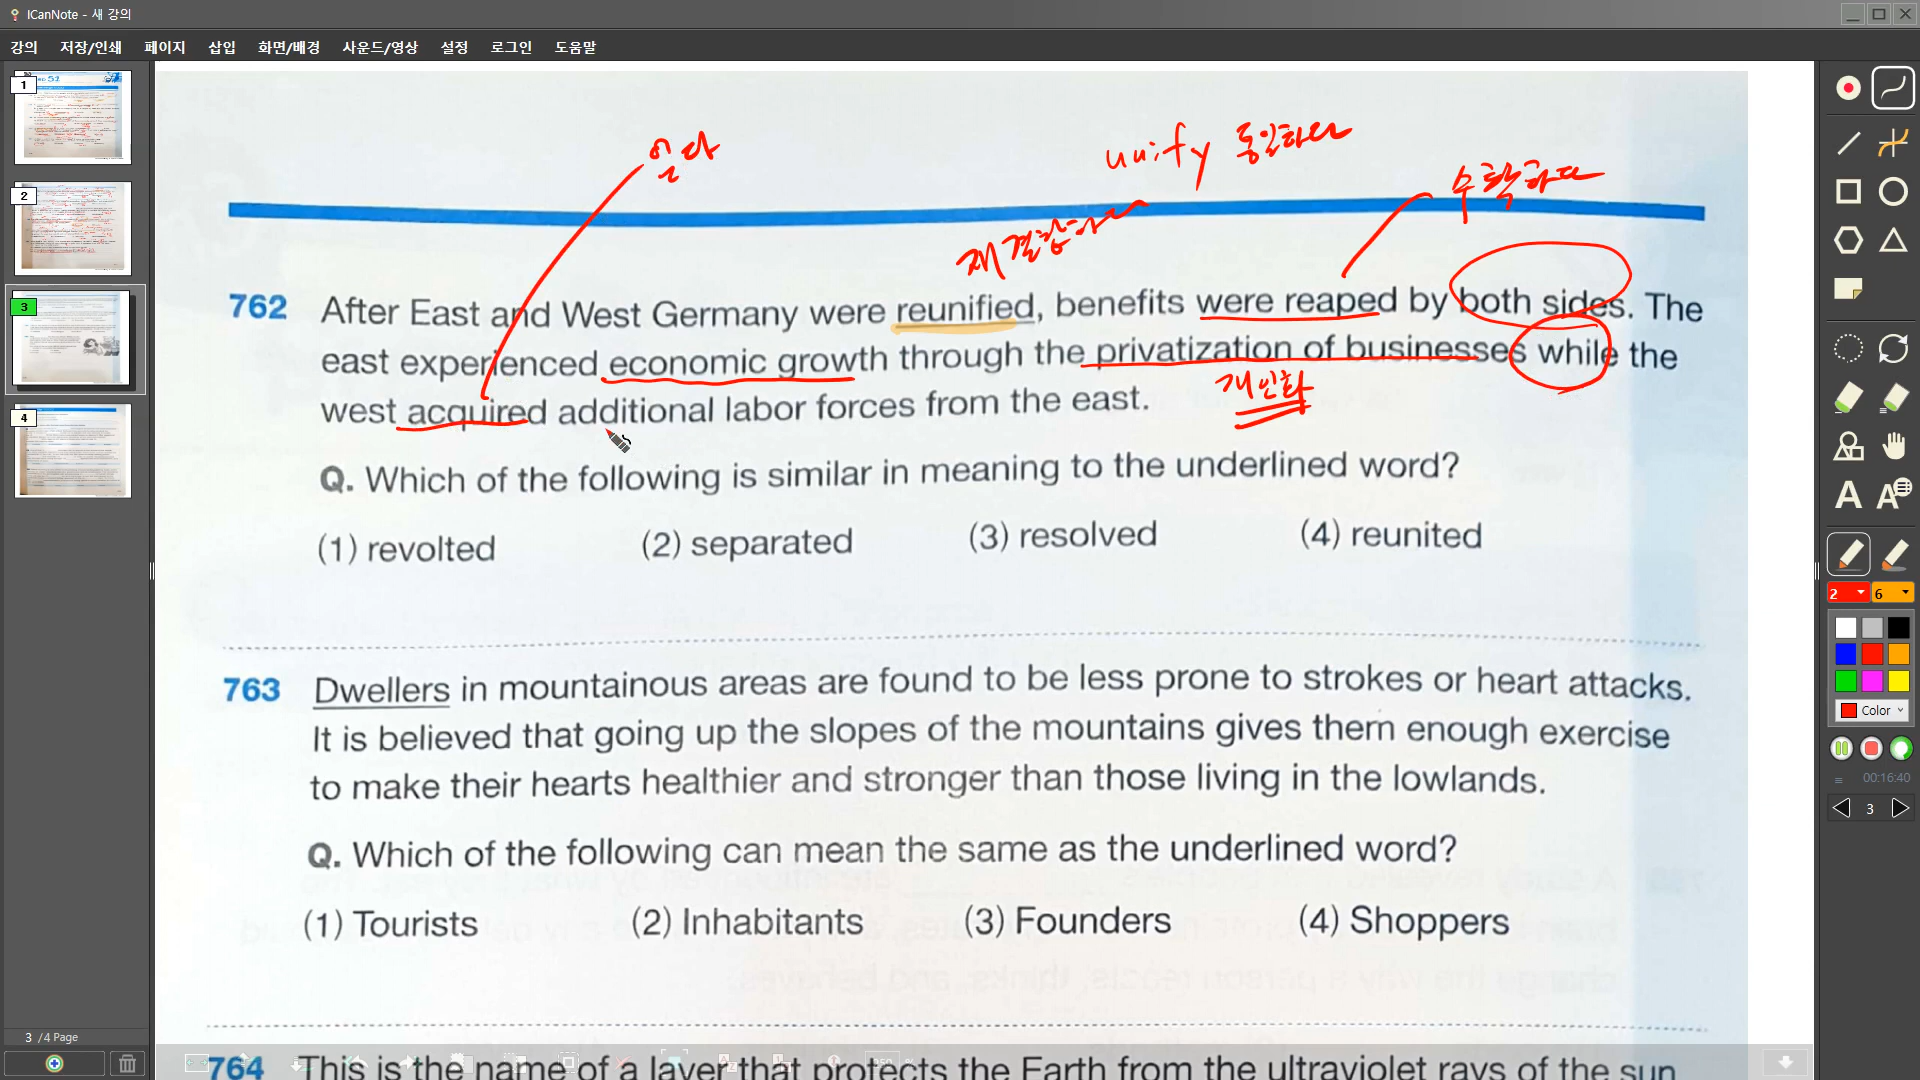 ICanNote - 새 강의
강의 저장/인쇄 페이지 삽입 화면/배경 사운드/영상 설정 로그인 도움말
1
2
3
4
3 /4 Page
얻다
unify 통일하다
수확하다
재결합하
762 After East and West Germany were reunified, benefits were reaped by both sides. The
east experienced economic growth through the privatization of businesses while the
개인화
west acquired additional labor forces from the east.
Q. Which of the following is similar in meaning to the underlined word?
(1) revolted (2) separated (3) resolved (4) reunited
763 Dwellers in mountainous areas are found to be less prone to strokes or heart attacks.
It is believed that going up the slopes of the mountains gives them enough exercise
to make their hearts healthier and stronger than those living in the lowlands.
Q. Which of the following can mean the same as the underlined word?
(1) Tourists (2) Inhabitants (3) Founders (4) Shoppers
764 This is the name of a layer that protects the Earth from the ultraviolet rays of the sun
2 6
Color
00:16:40
3